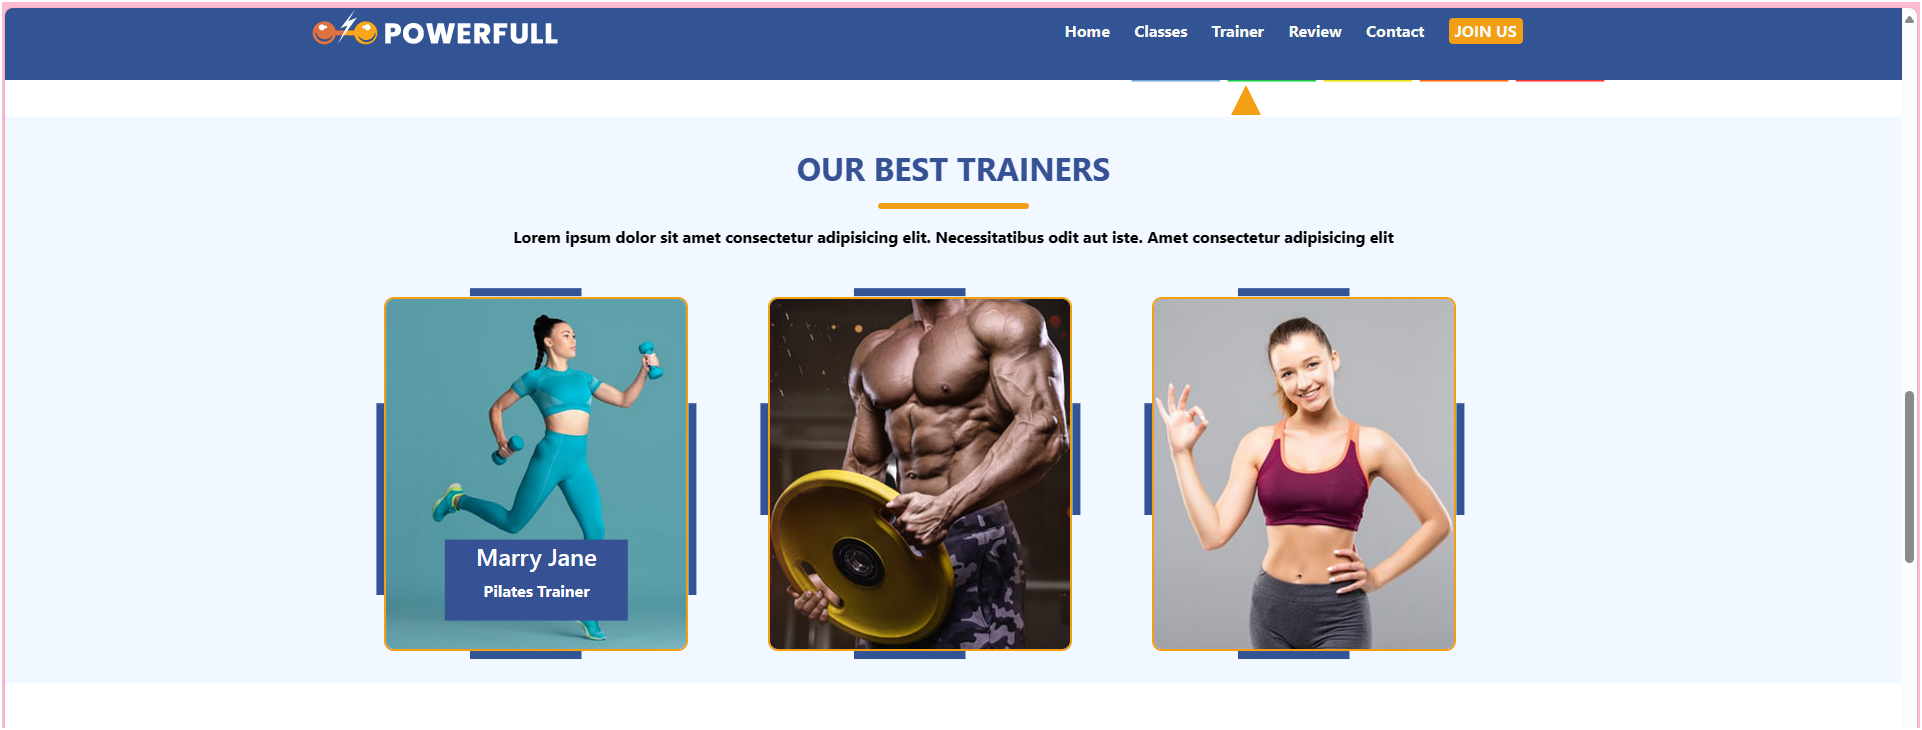 POWERFULL
Home Classes Trainer Review Contact JOIN US
OUR BEST TRAINERS
Lorem ipsum dolor sit amet consectetur adipisicing elit. Necessitatibus odit aut iste. Amet consectetur adipisicing elit
Marry Jane
Pilates Trainer